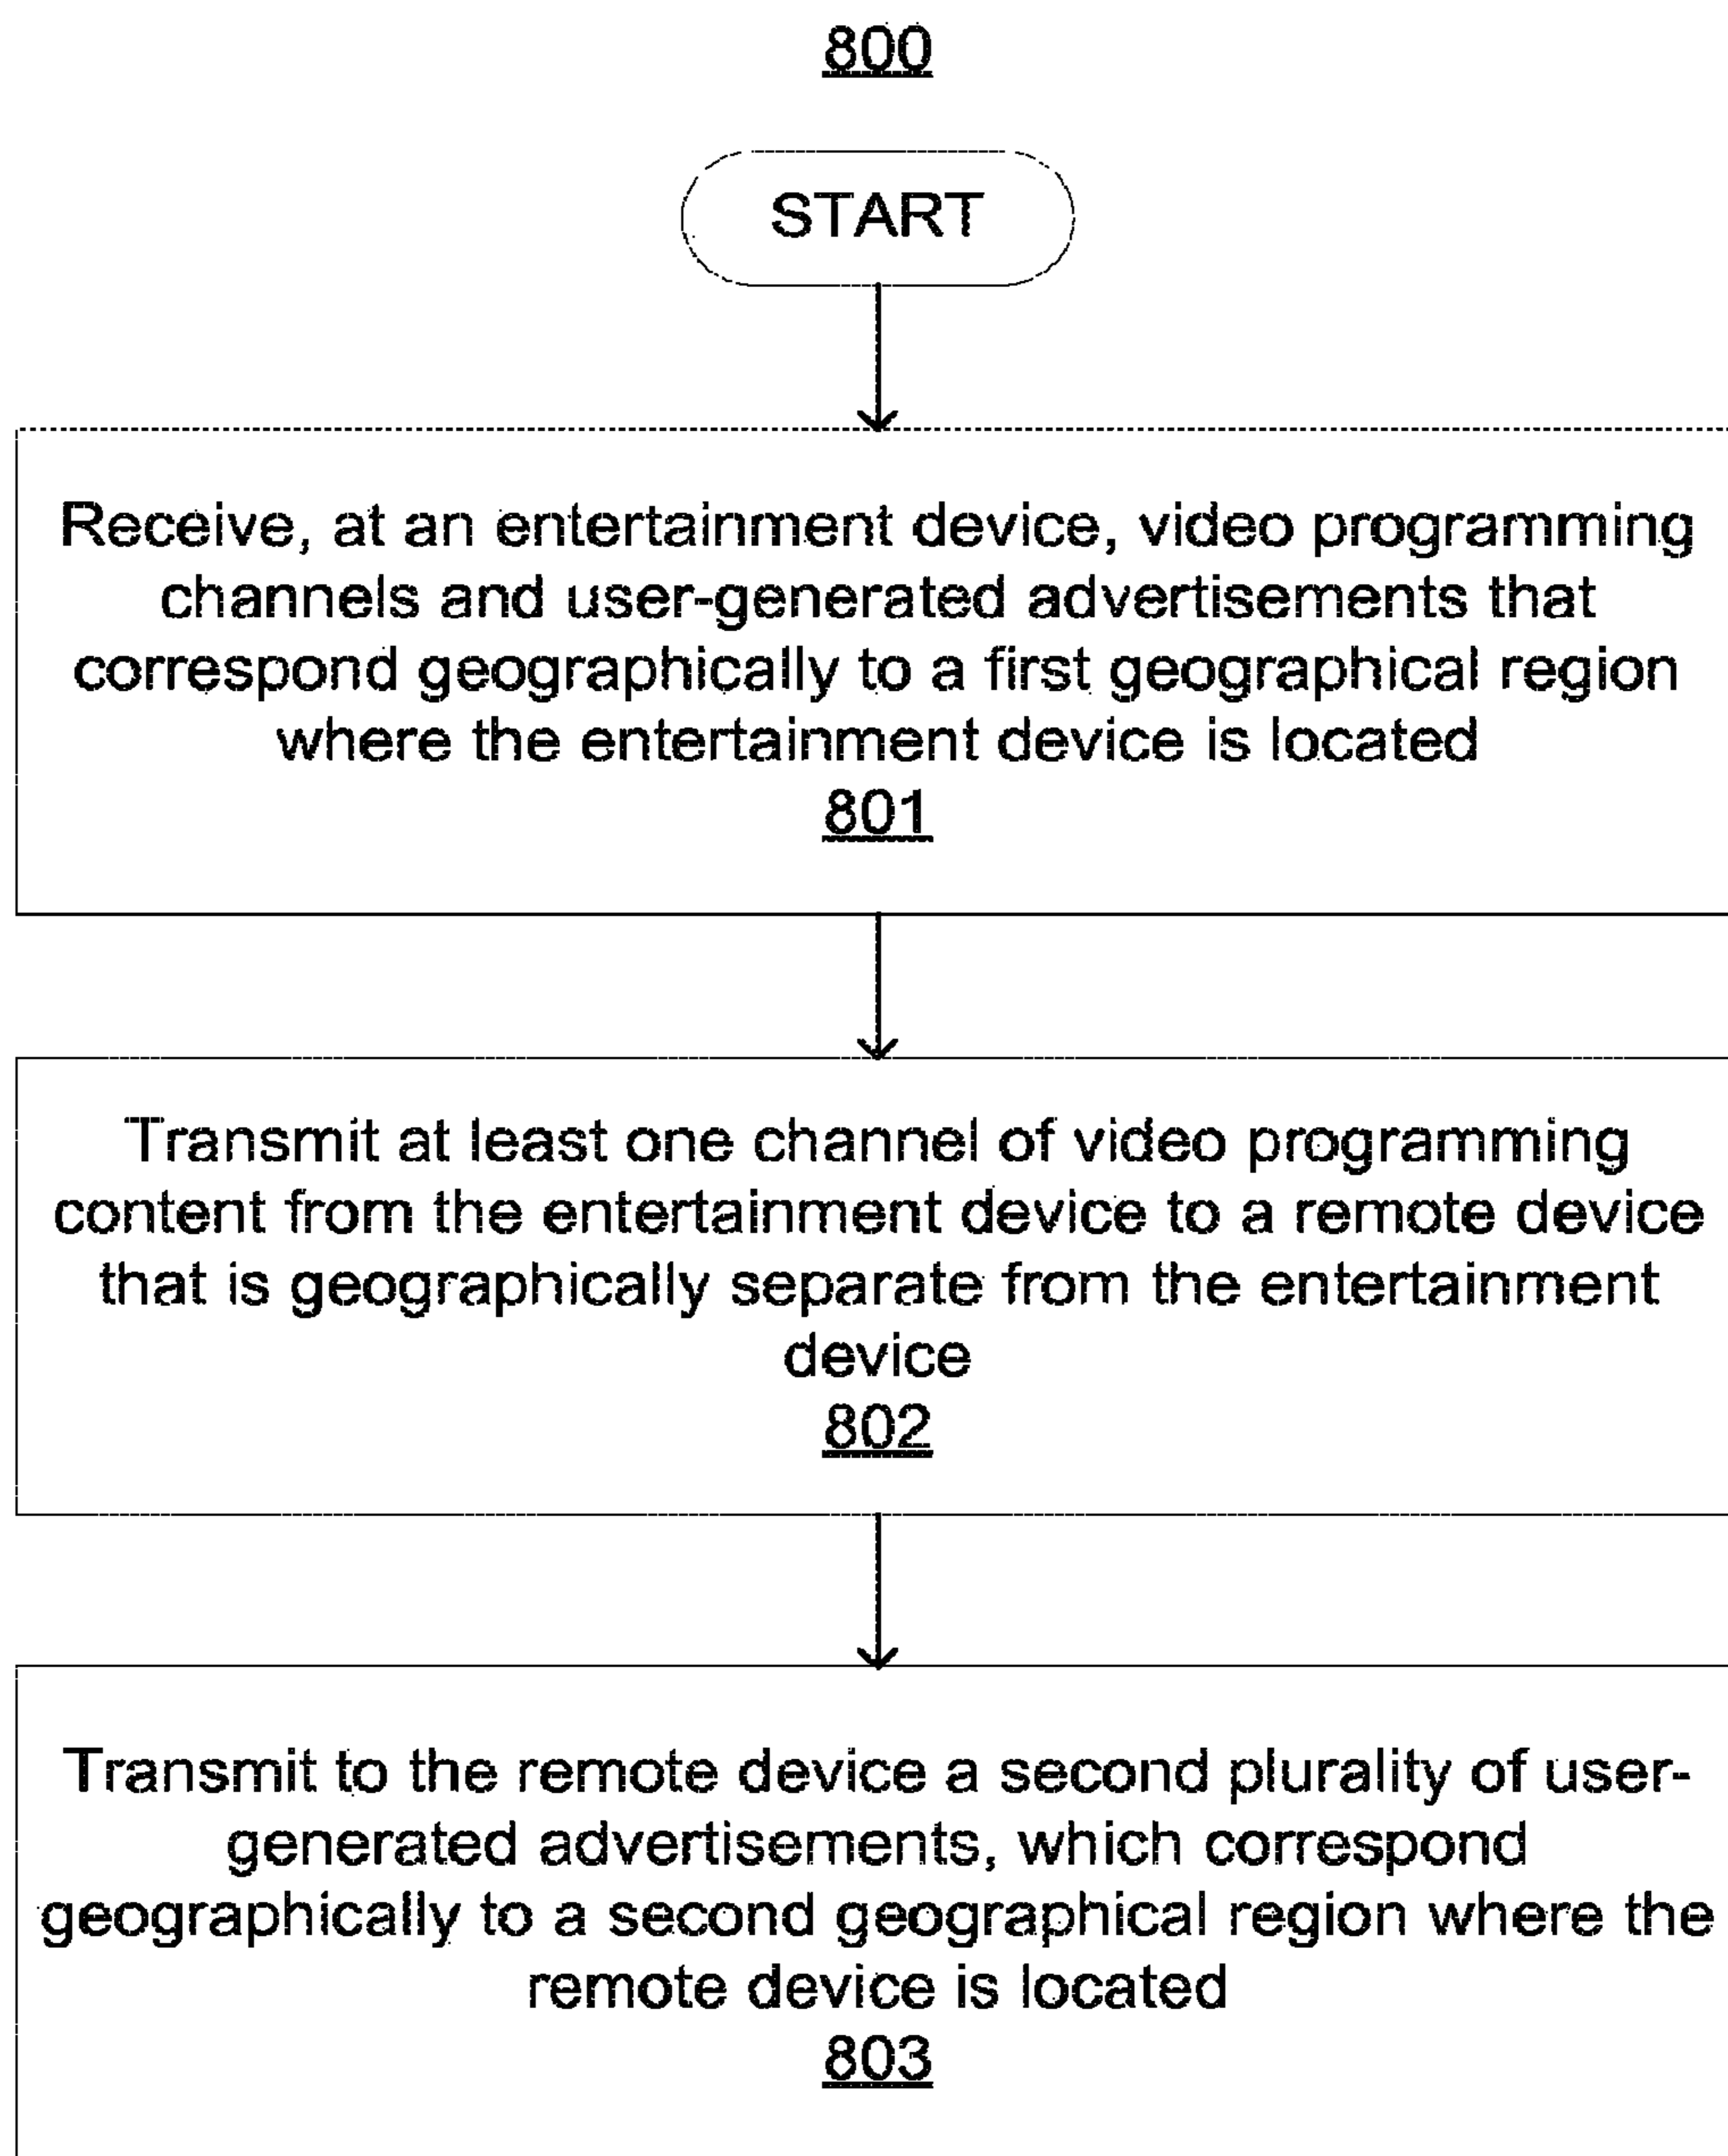 800
START
Receive, at an entertainment device, video programming
channels and user-generated advertisements that
correspond geographically to a first geographical region
where the entertainment device is located
801
Transmit at least one channel of video programming
content from the entertainment device to a remote device
that is geographically separate from the entertainment
device
802
Transmit to the remote device a second plurality of user-
generated advertisements, which correspond
geographically to a second geographical region where the
remote device is located
803